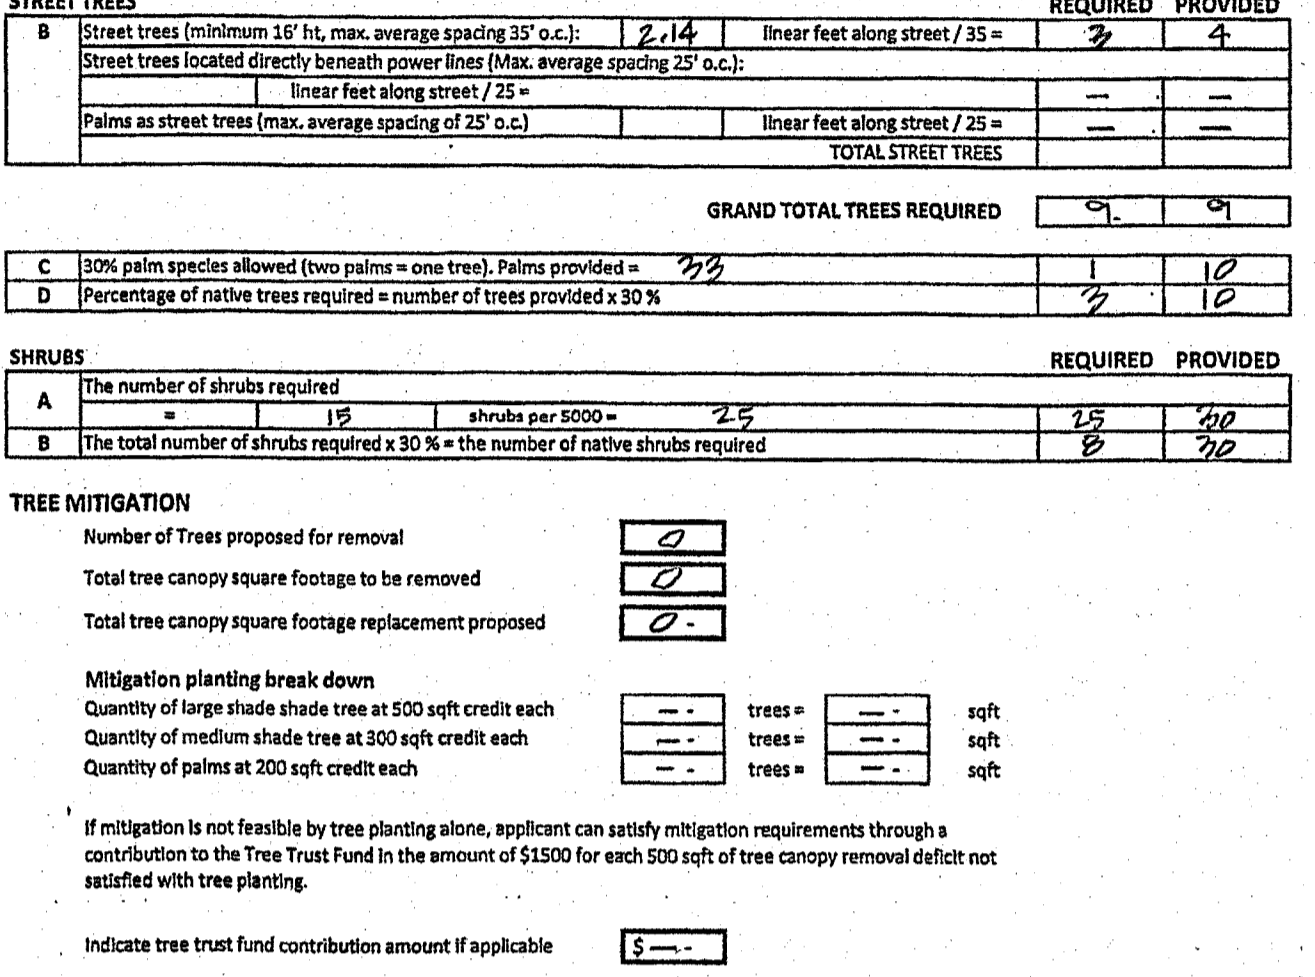 STREET TREES REQUIRED PROVIDED
B Street trees (minimum 16' ht, max. average spacing 35' o.c.): 2.14 linear feet along street / 35 = 3 4
Street trees located directly beneath power lines (Max. average spacing 25' o.c.):
linear feet along street / 25 = — —
Palms as street trees (max. average spacing of 25' o.c.) linear feet along street / 25 = — —
TOTAL STREET TREES
GRAND TOTAL TREES REQUIRED 9 9
C 30% palm species allowed (two palms = one tree). Palms provided = 33 1 10
D Percentage of native trees required = number of trees provided x 30 % 3 10
SHRUBS REQUIRED PROVIDED
A The number of shrubs required
= 15 shrubs per 5000 = 25 25 30
B The total number of shrubs required x 30 % = the number of native shrubs required 8 30
TREE MITIGATION
Number of Trees proposed for removal 0
Total tree canopy square footage to be removed 0
Total tree canopy square footage replacement proposed 0 -
Mitigation planting break down
Quantity of large shade shade tree at 500 sqft credit each — - trees = — - sqft
Quantity of medium shade tree at 300 sqft credit each — - trees = — - sqft
Quantity of palms at 200 sqft credit each — - trees = — - sqft
If mitigation is not feasible by tree planting alone, applicant can satisfy mitigation requirements through a
contribution to the Tree Trust Fund in the amount of $1500 for each 500 sqft of tree canopy removal deficit not
satisfied with tree planting.
Indicate tree trust fund contribution amount if applicable $ — -